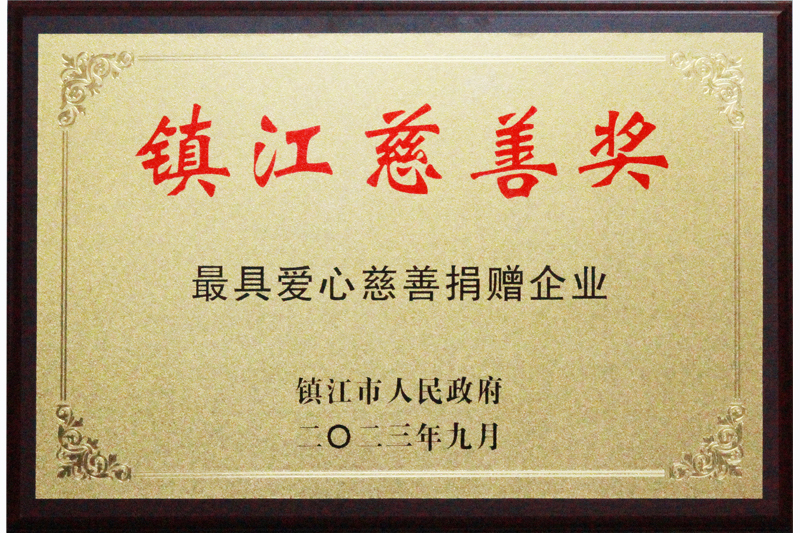 镇江慈善奖
最具爱心慈善捐赠企业
镇江市人民政府
二〇二三年九月